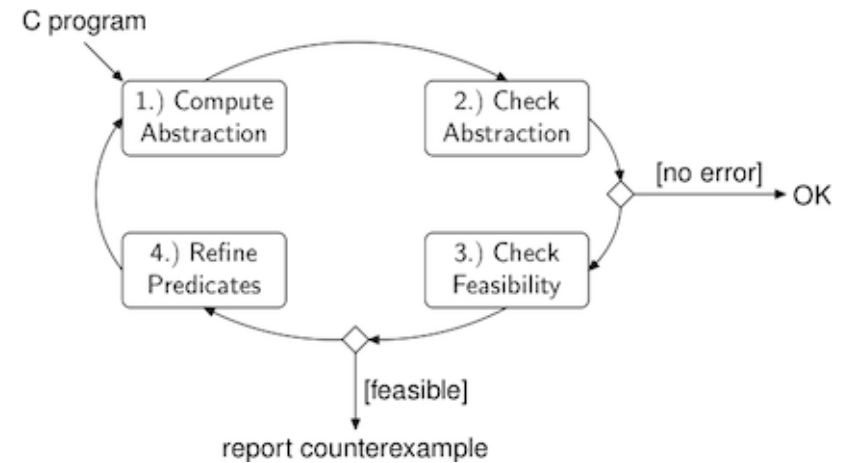 C program
1.) Compute
Abstraction
2.) Check
Abstraction
[no error]
OK
4.) Refine
Predicates
3.) Check
Feasibility
[feasible]
report counterexample